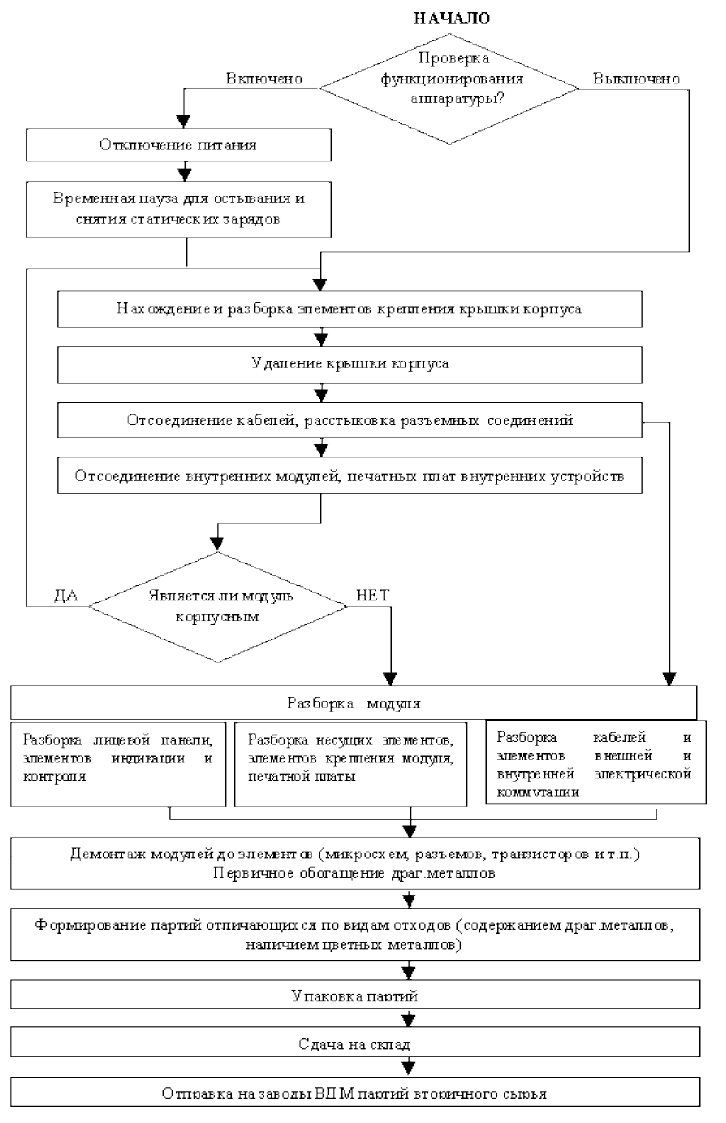 НАЧАЛО
Проверка
функционирования
аппаратуры?
Включено
Выключено
Отключение питания
Временная пауза для остывания и
снятия статических зарядов
Нахождение и разборка элементов крепления крышки корпуса
Удаление крышки корпуса
Отсоединение кабелей, расстыковка разъемных соединений
Отсоединение внутренних модулей, печатных плат внутренних устройств
ДА
Является ли модуль
корпусным
НЕТ
Разборка модуля
Разборка лицевой панели,
элементов индикации и
контроля
Разборка несущих элементов,
элементов крепления модуля,
печатной платы
Разборка кабелей и
элементов внешней и
внутренней электрической
коммутации
Демонтаж модулей до элементов (микросхем, разъемов, транзисторов и т.п.)
Первичное обогащение драг.металлов
Формирование партий отличающихся по видам отходов (содержанием драг.металлов,
наличием цветных металлов)
Упаковка партий
Сдача на склад
Отправка на заводы ВДМ партий вторичного сырья